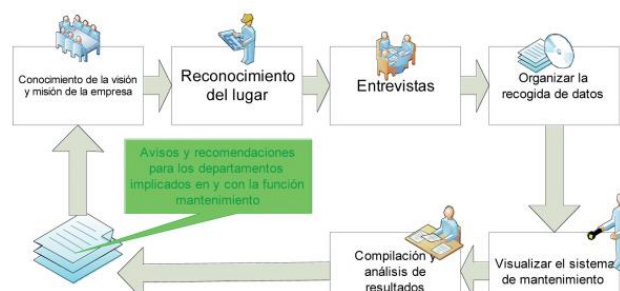 Conocimiento de la visión
y misión de la empresa
Reconocimiento
del lugar
Entrevistas
Organizar la
recogida de datos
Avisos y recomendaciones
para los departamentos
implicados en y con la función
mantenimiento
Compilación y
análisis de
resultados
Visualizar el sistema
de mantenimiento